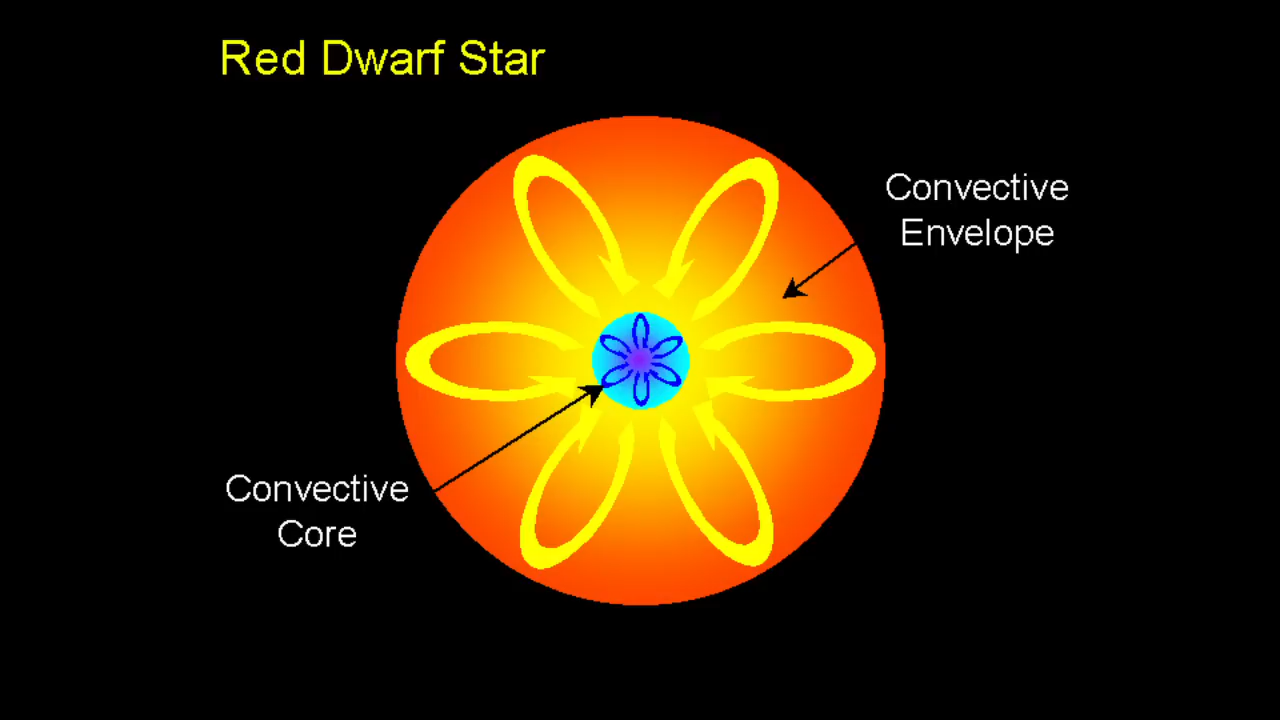 Red Dwarf Star
Convective
Envelope
Convective
Core